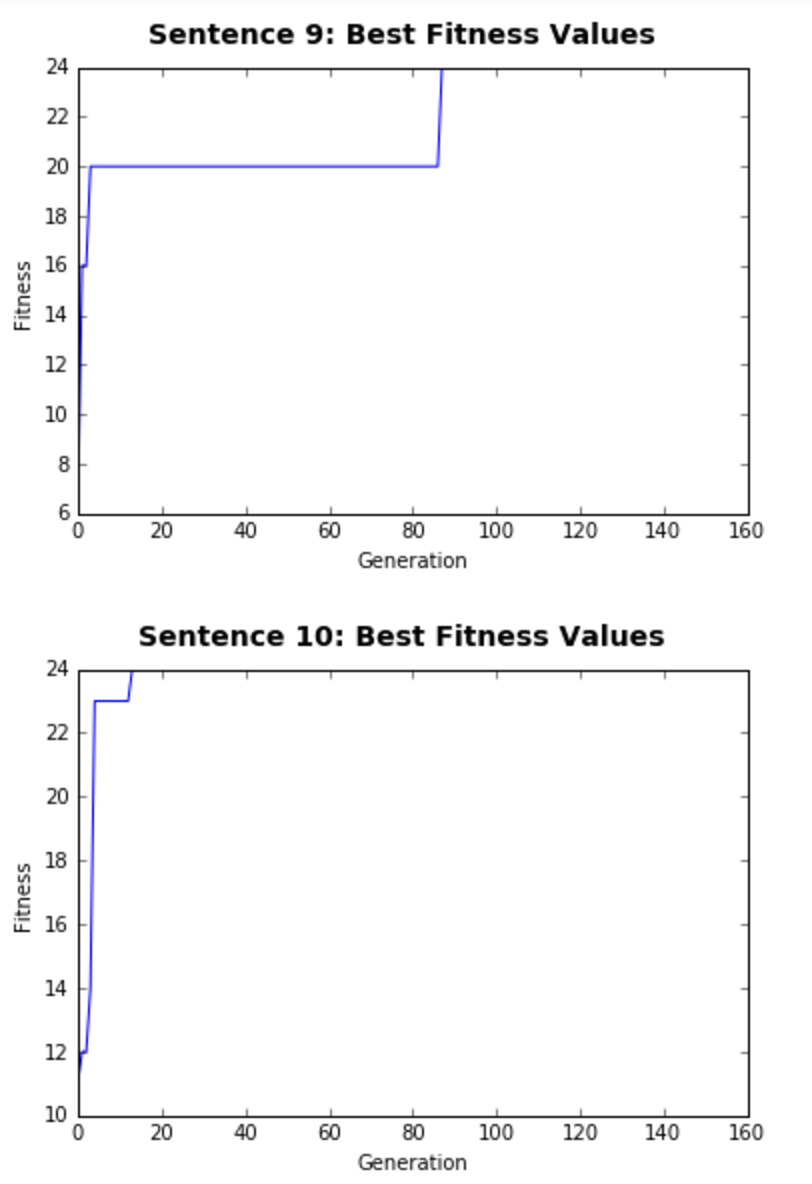 Sentence 9: Best Fitness Values
24
22
20
18
16
14
12
10
8
6
Fitness
0 20 40 60 80 100 120 140 160
Generation
Sentence 10: Best Fitness Values
24
22
20
18
16
14
12
10
Fitness
0 20 40 60 80 100 120 140 160
Generation